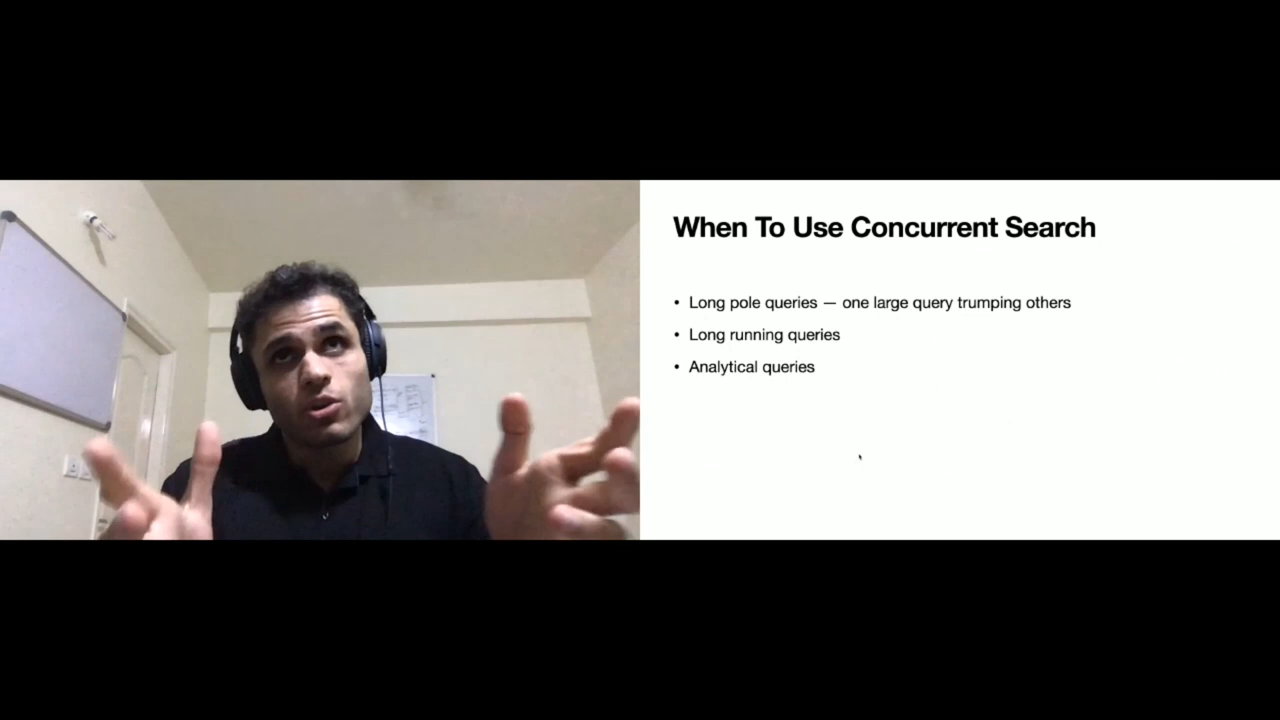 When To Use Concurrent Search
• Long pole queries — one large query trumping others
• Long running queries
• Analytical queries